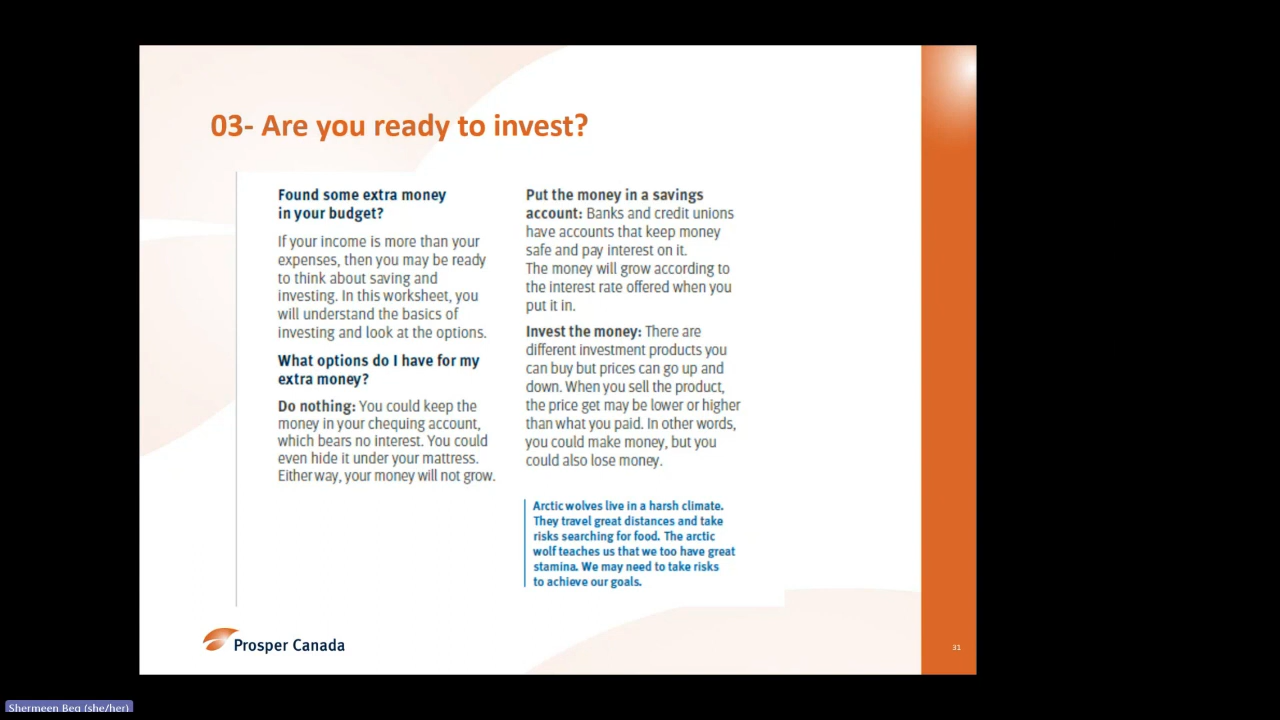 03- Are you ready to invest?
Found some extra money
in your budget?
If your income is more than your
expenses, then you may be ready
to think about saving and
investing. In this worksheet, you
will understand the basics of
investing and look at the options.
What options do I have for my
extra money?
Do nothing: You could keep the
money in your chequing account,
which bears no interest. You could
even hide it under your mattress.
Either way, your money will not grow.
Put the money in a savings
account: Banks and credit unions
have accounts that keep money
safe and pay interest on it.
The money will grow according to
the interest rate offered when you
put it in.
Invest the money: There are
different investment products you
can buy but prices can go up and
down. When you sell the product,
the price get may be lower or higher
than what you paid. In other words,
you could make money, but you
could also lose money.
Arctic wolves live in a harsh climate.
They travel great distances and take
risks searching for food. The arctic
wolf teaches us that we too have great
stamina. We may need to take risks
to achieve our goals.
Prosper Canada
31
Shermeen Beg (she/her)